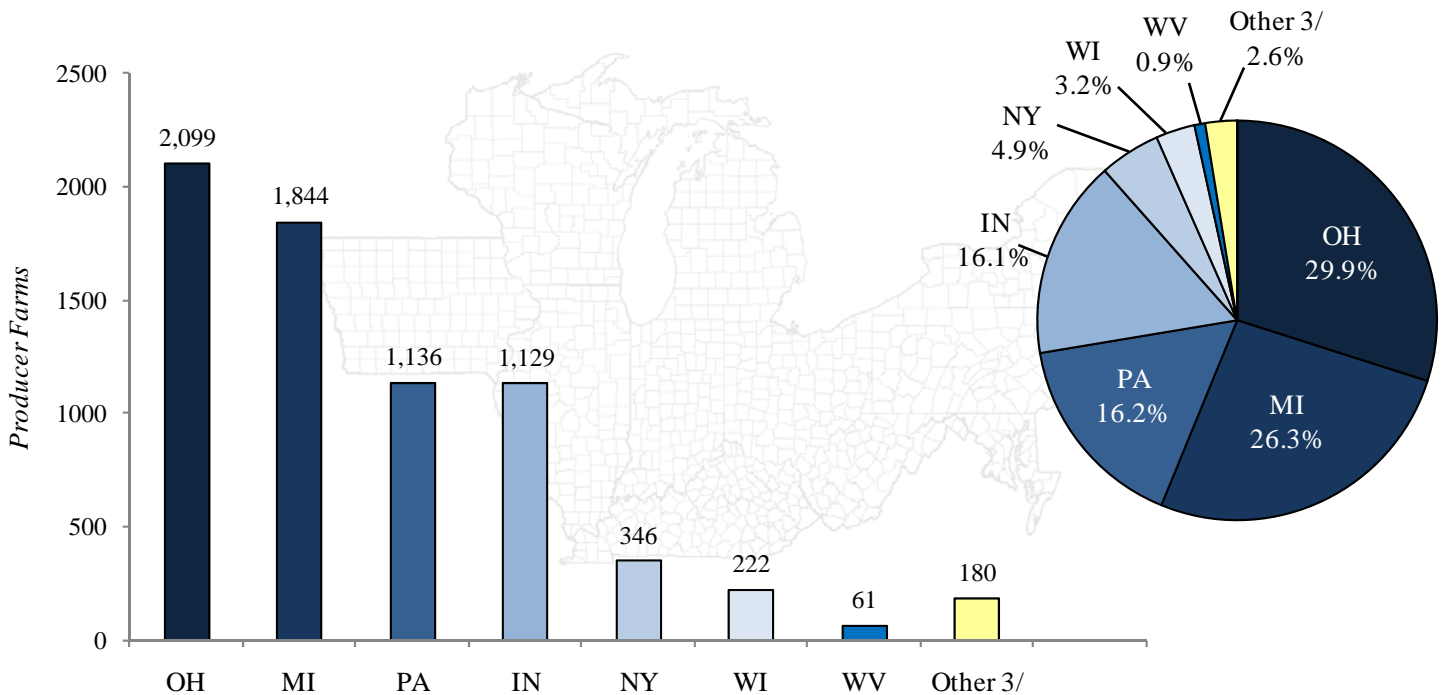 Producer Farms
2500
2000
1500
1000
500
0
2,099
1,844
1,136
1,129
346
222
61
180
OH
MI
PA
IN
NY
WI
WV
Other 3/
OH
29.9%
MI
26.3%
PA
16.2%
IN
16.1%
NY
4.9%
WI
3.2%
WV
0.9%
Other 3/
2.6%